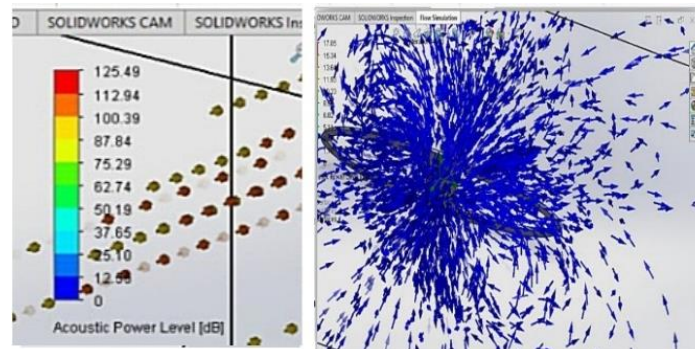 SOLIDWORKS CAM
SOLIDWORKS Ins
125.49
112.94
100.39
87.84
75.29
62.74
50.19
37.65
25.10
12.55
0
Acoustic Power Level [dB]
DWORKS CAM
SOLIDWORKS Inspection
Flow Simulation